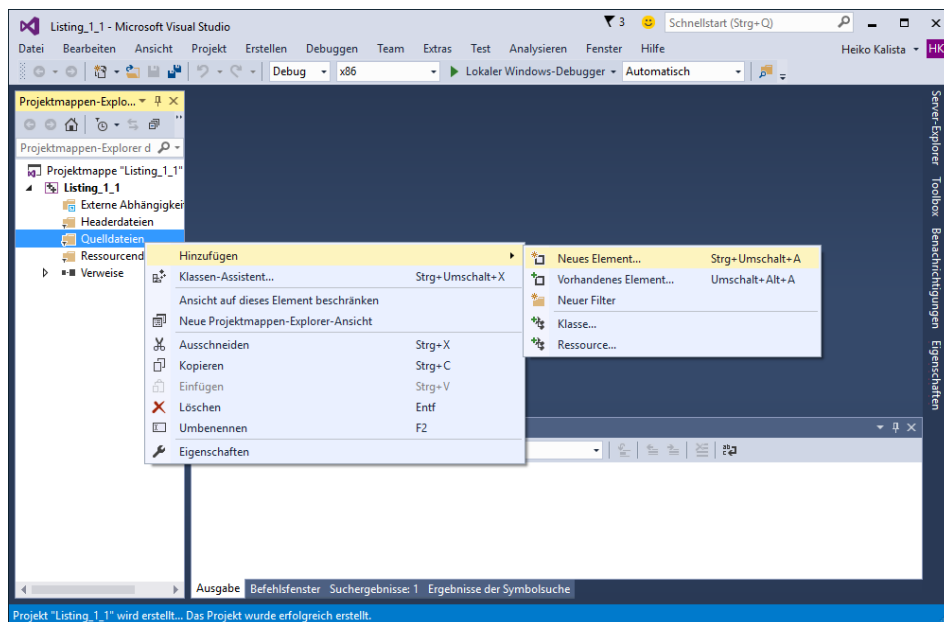 Listing_1_1 - Microsoft Visual Studio
3
Schnellstart (Strg+Q)
Datei Bearbeiten Ansicht Projekt Erstellen Debuggen Team Extras Test Analysieren Fenster Hilfe
Heiko Kalista HK
Debug x86 Lokaler Windows-Debugger Automatisch
Projektmappen-Explo...
Projektmappen-Explorer d
Projektmappe "Listing_1_1"
Listing_1_1
Externe Abhängigkei
Headerdateien
Quelldateien
Ressourcend
Verweise
Hinzufügen
Klassen-Assistent... Strg+Umschalt+X
Ansicht auf dieses Element beschränken
Neue Projektmappen-Explorer-Ansicht
Ausschneiden Strg+X
Kopieren Strg+C
Einfügen Strg+V
Löschen Entf
Umbenennen F2
Eigenschaften
Neues Element... Strg+Umschalt+A
Vorhandenes Element... Umschalt+Alt+A
Neuer Filter
Klasse...
Ressource...
Server-Explorer
Toolbox
Benachrichtigungen
Eigenschaften
Ausgabe Befehlsfenster Suchergebnisse: 1 Ergebnisse der Symbolsuche
Projekt "Listing_1_1" wird erstellt... Das Projekt wurde erfolgreich erstellt.